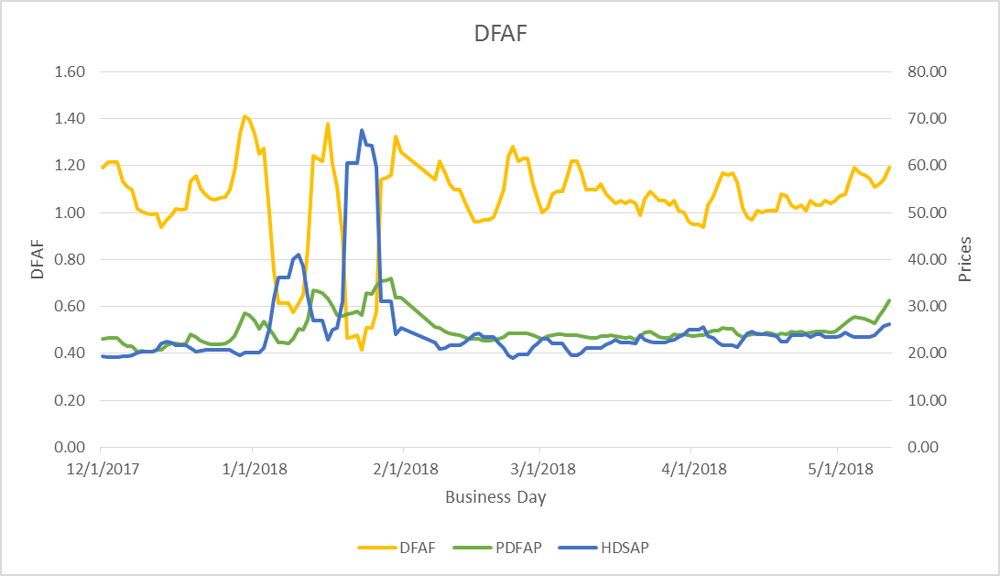 DFAF
1.60 80.00
1.40 70.00
1.20 60.00
1.00 50.00
0.80 40.00
0.60 30.00
0.40 20.00
0.20 10.00
0.00 0.00
DFAF
Prices
12/1/2017 1/1/2018 2/1/2018 3/1/2018 4/1/2018 5/1/2018
Business Day
DFAF PDFAP HDSAP